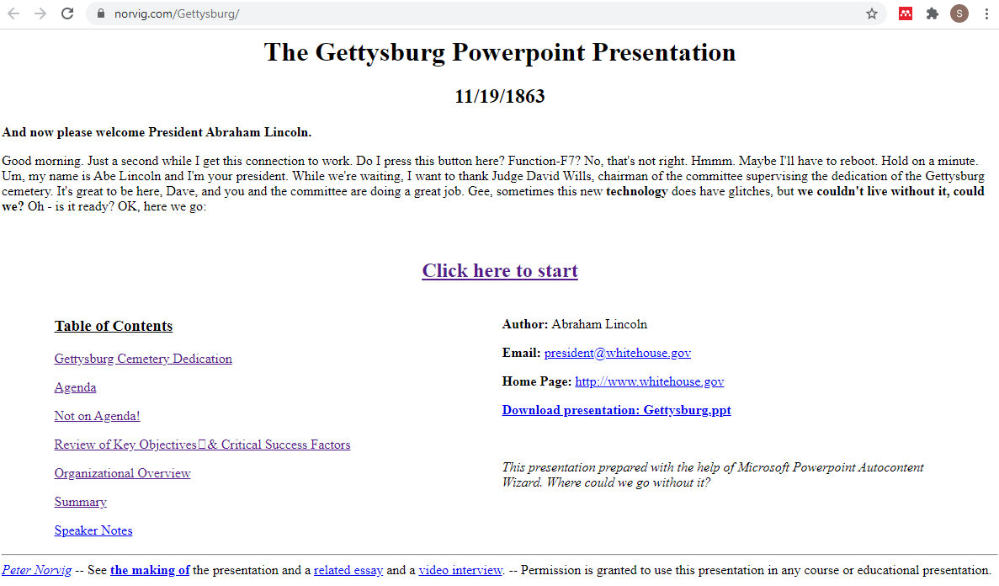 norvig.com/Gettysburg/
S
The Gettysburg Powerpoint Presentation
11/19/1863
And now please welcome President Abraham Lincoln.
Good morning. Just a second while I get this connection to work. Do I press this button here? Function-F7? No, that's not right. Hmmm. Maybe I'll have to reboot. Hold on a minute.
Um, my name is Abe Lincoln and I'm your president. While we're waiting, I want to thank Judge David Wills, chairman of the committee supervising the dedication of the Gettysburg
cemetery. It's great to be here, Dave, and you and the committee are doing a great job. Gee, sometimes this new technology does have glitches, but we couldn't live without it, could
we? Oh - is it ready? OK, here we go:
Click here to start
Table of Contents
Gettysburg Cemetery Dedication
Agenda
Not on Agenda!
Review of Key Objectives□& Critical Success Factors
Organizational Overview
Summary
Speaker Notes
Author: Abraham Lincoln
Email: president@whitehouse.gov
Home Page: http://www.whitehouse.gov
Download presentation: Gettysburg.ppt
This presentation prepared with the help of Microsoft Powerpoint Autocontent
Wizard. Where could we go without it?
Peter Norvig -- See the making of the presentation and a related essay and a video interview. -- Permission is granted to use this presentation in any course or educational presentation.